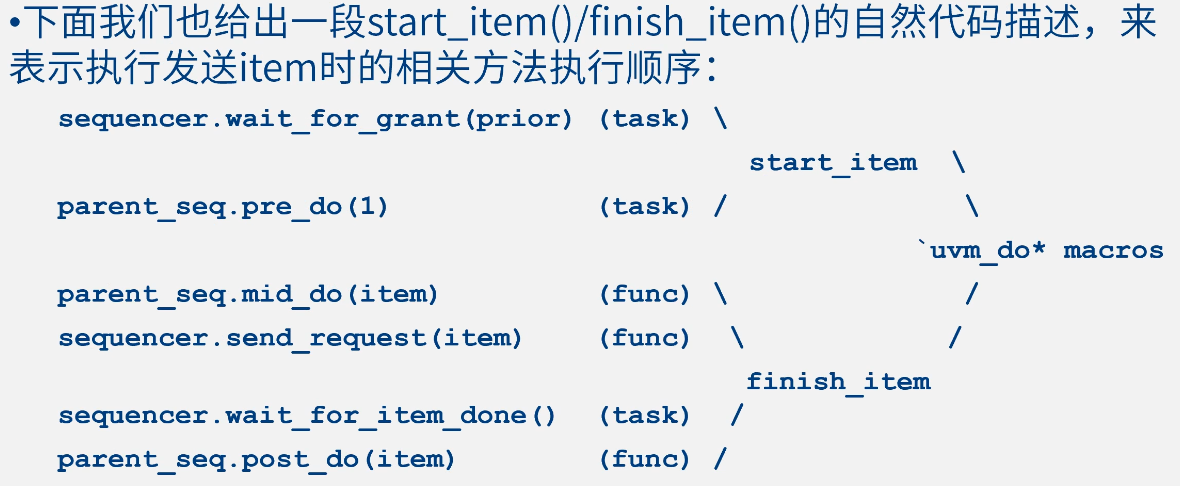 •下面我们也给出一段start_item()/finish_item()的自然代码描述，来
表示执行发送item时的相关方法执行顺序：
sequencer.wait_for_grant(prior) (task) \
start_item \
parent_seq.pre_do(1) (task) / \
`uvm_do* macros
parent_seq.mid_do(item) (func) \ /
sequencer.send_request(item) (func) \ /
finish_item
sequencer.wait_for_item_done() (task) /
parent_seq.post_do(item) (func) /